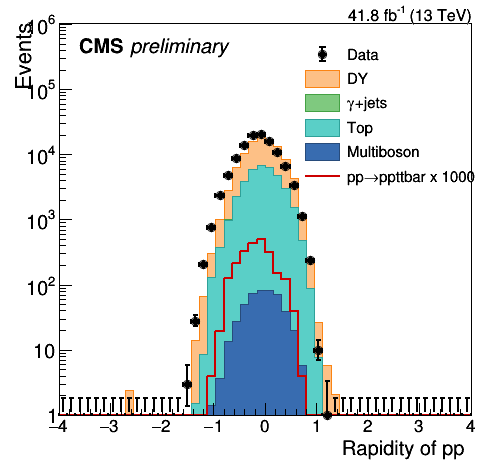 41.8 fb⁻¹ (13 TeV)
Events
CMS preliminary
Data
DY
γ+jets
Top
Multiboson
pp→ppttbar x 1000
10⁶
10⁵
10⁴
10³
10²
10
1
−4 −3 −2 −1 0 1 2 3 4
Rapidity of pp